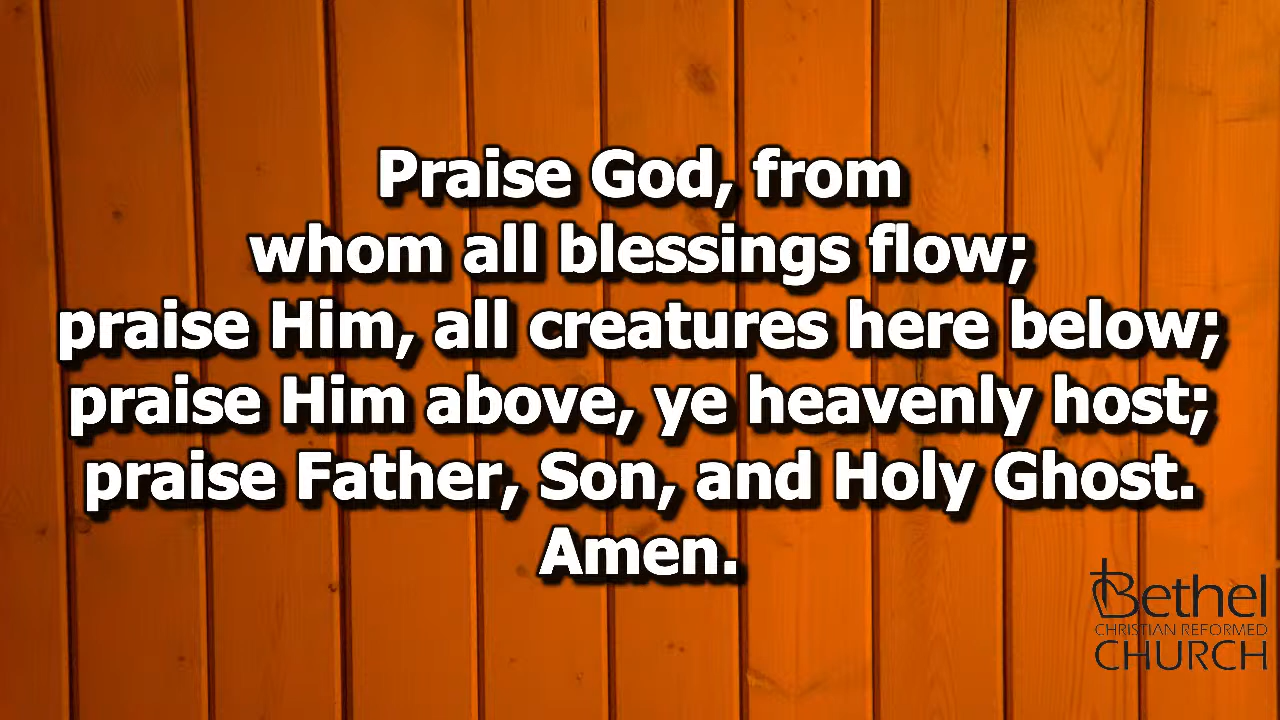 Praise God, from
whom all blessings flow;
praise Him, all creatures here below;
praise Him above, ye heavenly host;
praise Father, Son, and Holy Ghost.
Amen.
Bethel
CHRISTIAN REFORMED
CHURCH